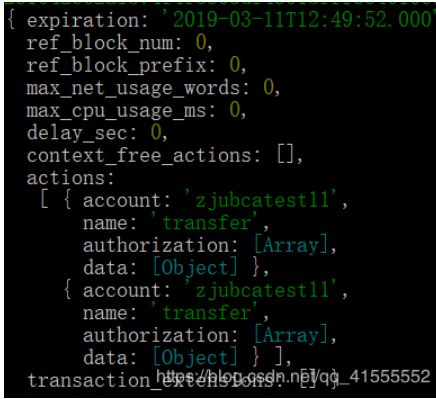 { expiration: '2019-03-11T12:49:52.000
ref_block_num: 0,
ref_block_prefix: 0,
max_net_usage_words: 0,
max_cpu_usage_ms: 0,
delay_sec: 0,
context_free_actions: [],
actions:
[ { account: 'zjubcatest11',
name: 'transfer',
authorization: [Array],
data: [Object] },
{ account: 'zjubcatest11',
name: 'transfer',
authorization: [Array],
data: [Object] } ],
transaction_extensions: [] }
https://blog.csdn.net/qq_41555552